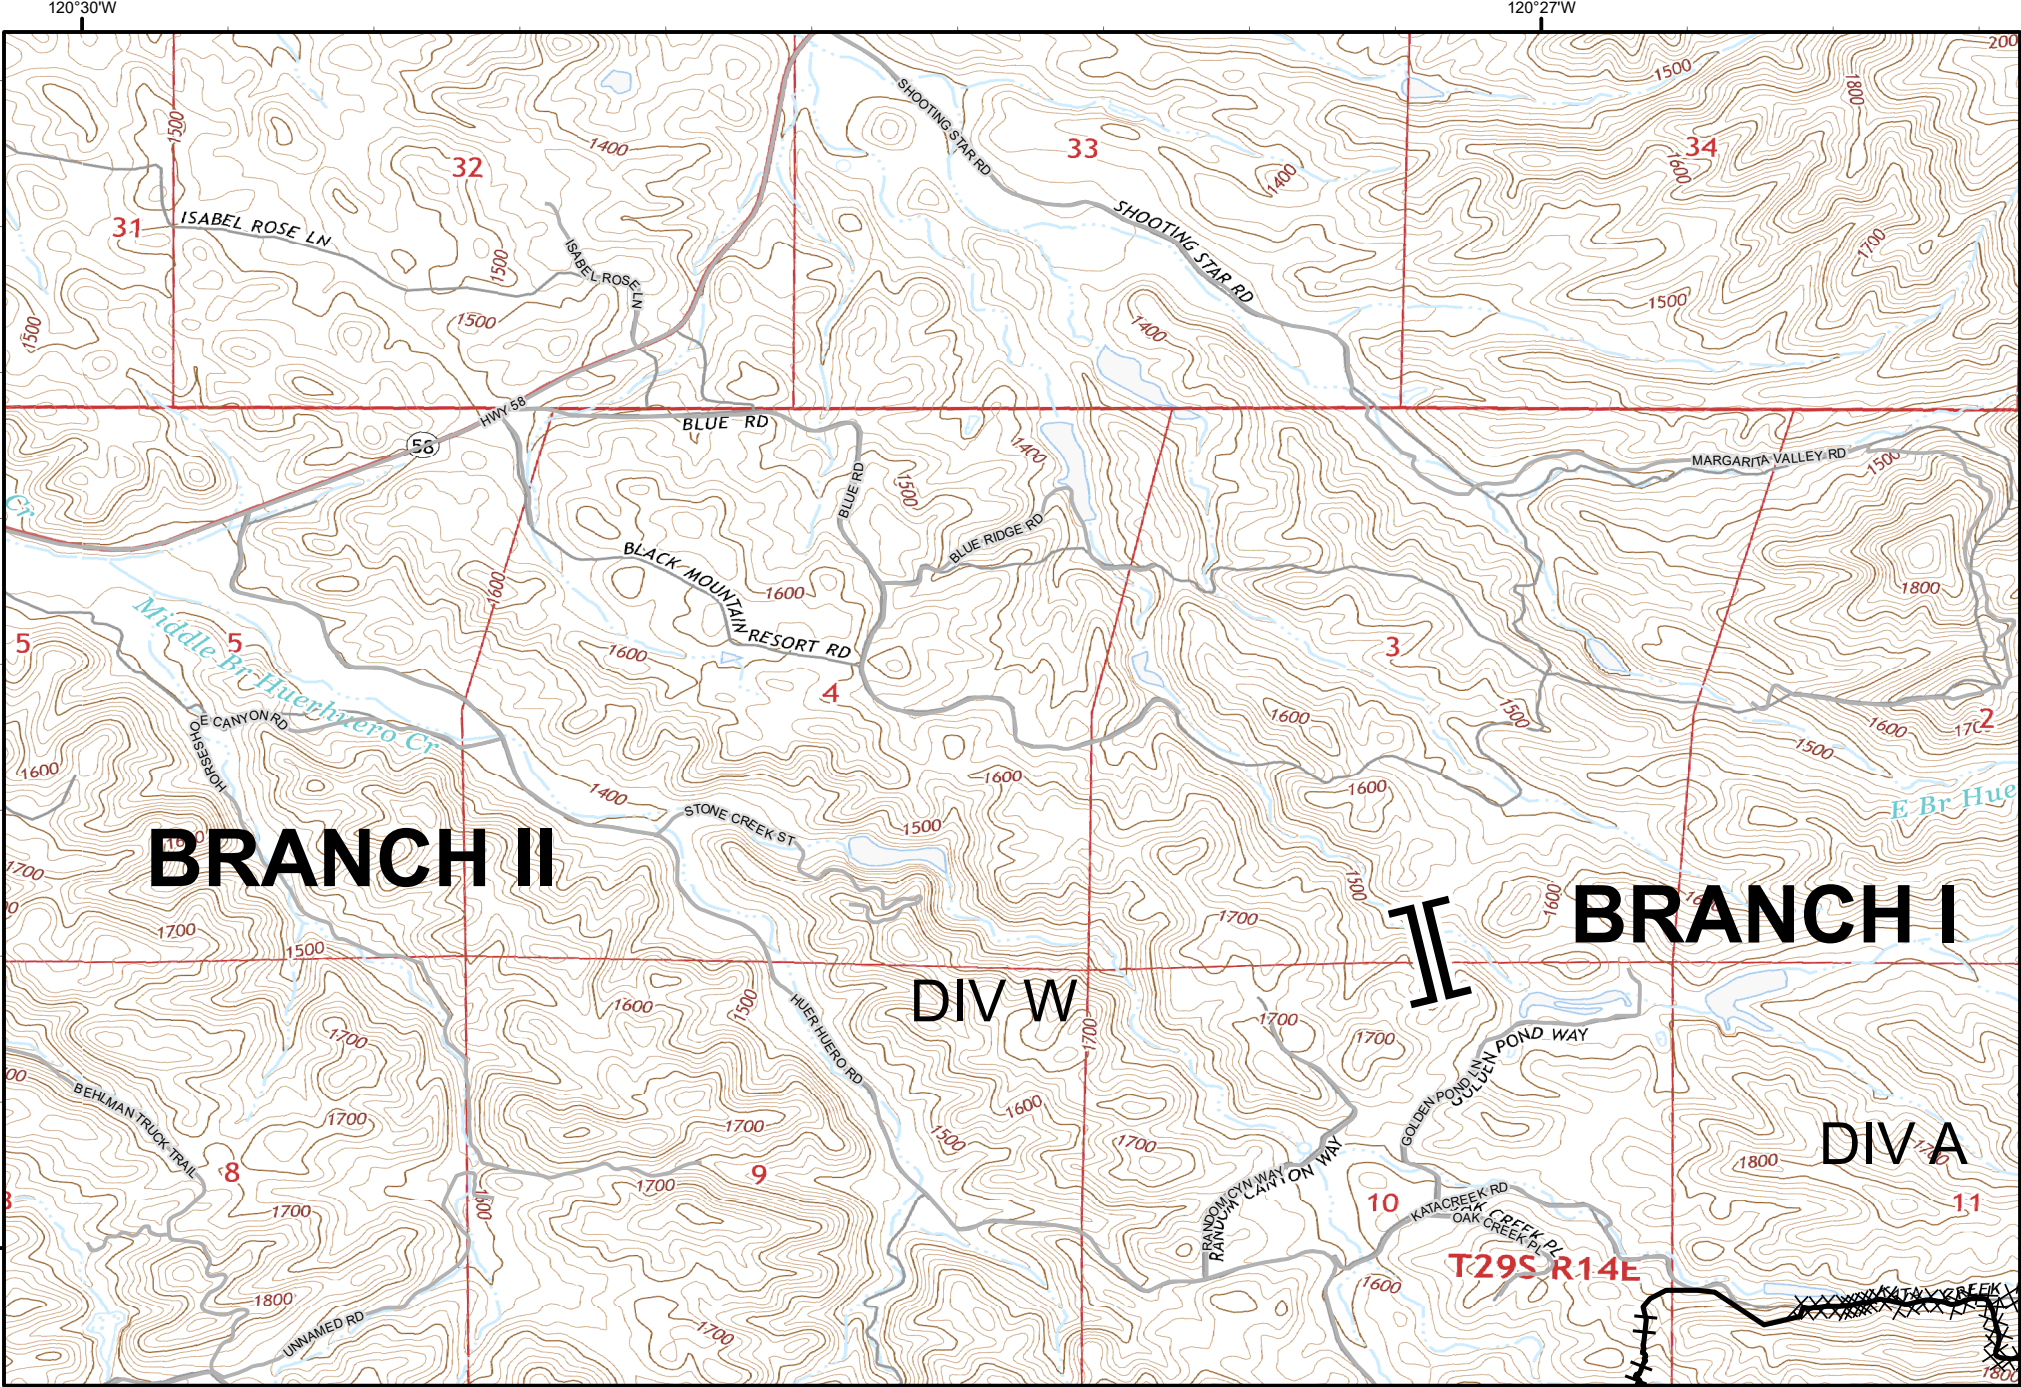 120°30'W
120°27'W
200
1500
1800
1500
SHOOTING STAR RD
33
34
32
1400
1400
1600
31
ISABEL ROSE LN
SHOOTING STAR RD
1500
ISABEL ROSE LN
1700
1500
1500
1500
1400
HWY 58
58
BLUE RD
1400
MARGARITA VALLEY RD
1500
BLUE RD
1500
Cr
BLUE RIDGE RD
BLACK MOUNTAIN RESORT RD
1600
1600
1800
Middle Br Huerhuero Cr
5
5
1600
3
4
HORSESHOE CANYON RD
1600
1500
2
1600
1500
1600
1600
1600
1400
E Br Hue
STONE CREEK ST
1500
BRANCH II
1700
1500
1600
BRANCH I
1700
1700
1500
DIV W
1600
1500
HUER HUERO RD
1700
1700
1700
1700
GOLDEN POND WAY
GOLDEN POND LN
BEHLMAN TRUCK TRAIL
1700
1600
1700
1500
1700
RANDOM CYN WAY
RANDOM CANYON WAY
DIV A
1700
1800
8
9
1700
10
11
KATACREEK RD
OAK CREEK PL
OAK CREEK PL
1700
T29S R14E
1600
1800
UNNAMED RD
1700
KATA CREEK
1800